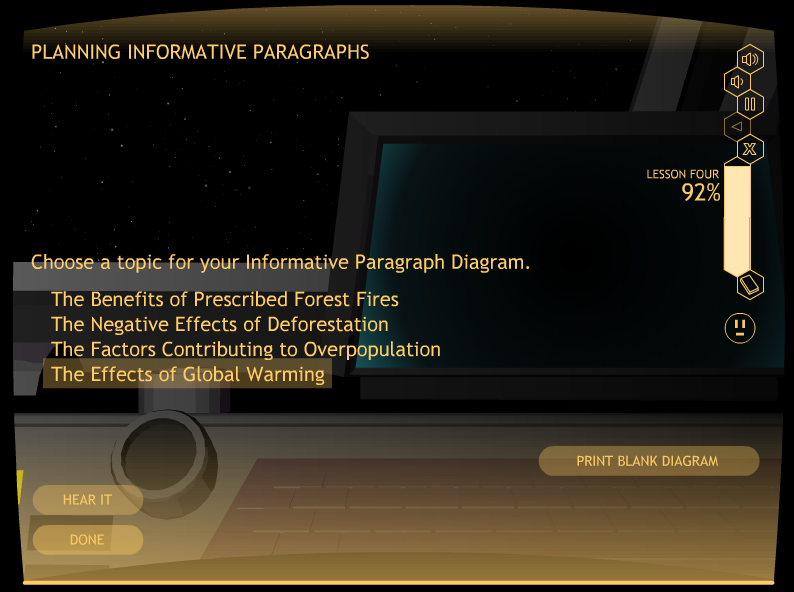 PLANNING INFORMATIVE PARAGRAPHS
X
LESSON FOUR
92%
Choose a topic for your Informative Paragraph Diagram.
The Benefits of Prescribed Forest Fires
The Negative Effects of Deforestation
The Factors Contributing to Overpopulation
The Effects of Global Warming
PRINT BLANK DIAGRAM
HEAR IT
DONE